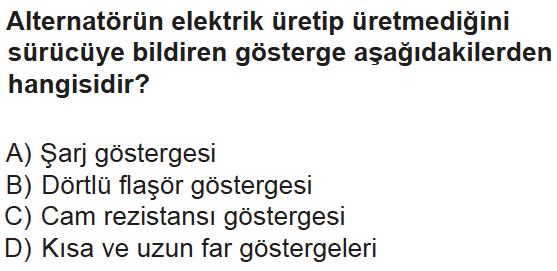 Alternatörün elektrik üretip üretmediğini
sürücüye bildiren gösterge aşağıdakilerden
hangisidir?
A) Şarj göstergesi
B) Dörtlü flaşör göstergesi
C) Cam rezistansı göstergesi
D) Kısa ve uzun far göstergeleri